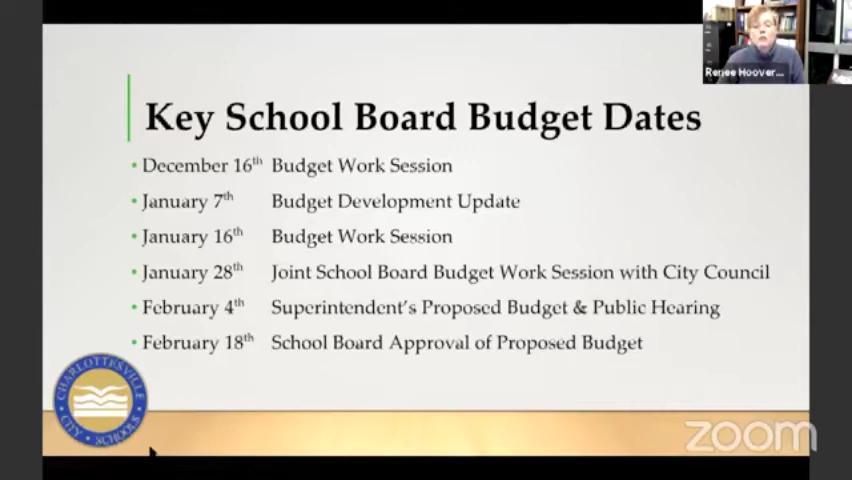 Renee Hoover...
Key School Board Budget Dates
• December 16th Budget Work Session
• January 7th Budget Development Update
• January 16th Budget Work Session
• January 28th Joint School Board Budget Work Session with City Council
• February 4th Superintendent's Proposed Budget & Public Hearing
• February 18th School Board Approval of Proposed Budget
CHARLOTTESVILLE
CITY SCHOOLS
zoom